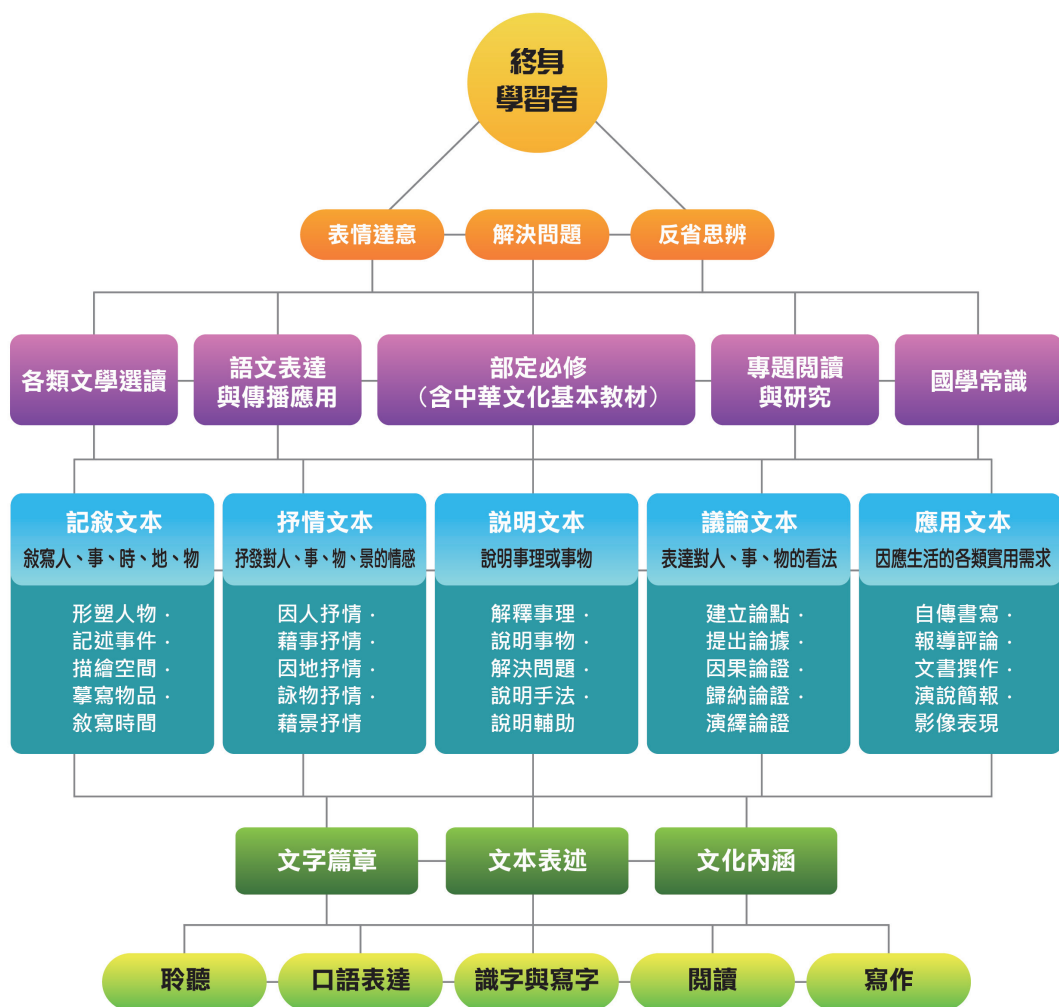 終身
學習者
表情達意
解決問題
反省思辨
各類文學選讀
語文表達
與傳播應用
部定必修
（含中華文化基本教材）
專題閱讀
與研究
國學常識
記敍文本
敍寫人、事、時、地、物
形塑人物．
記述事件．
描繪空間．
摹寫物品．
敍寫時間
抒情文本
抒發對人、事、物、景的情感
因人抒情．
藉事抒情．
因地抒情．
詠物抒情．
藉景抒情
說明文本
說明事理或事物
解釋事理．
說明事物．
解決問題．
說明手法．
說明輔助
議論文本
表達對人、事、物的看法
建立論點．
提出論據．
因果論證．
歸納論證．
演繹論證
應用文本
因應生活的各類實用需求
自傳書寫．
報導評論．
文書撰作．
演說簡報．
影像表現
文字篇章
文本表述
文化內涵
聆聽
口語表達
識字與寫字
閱讀
寫作